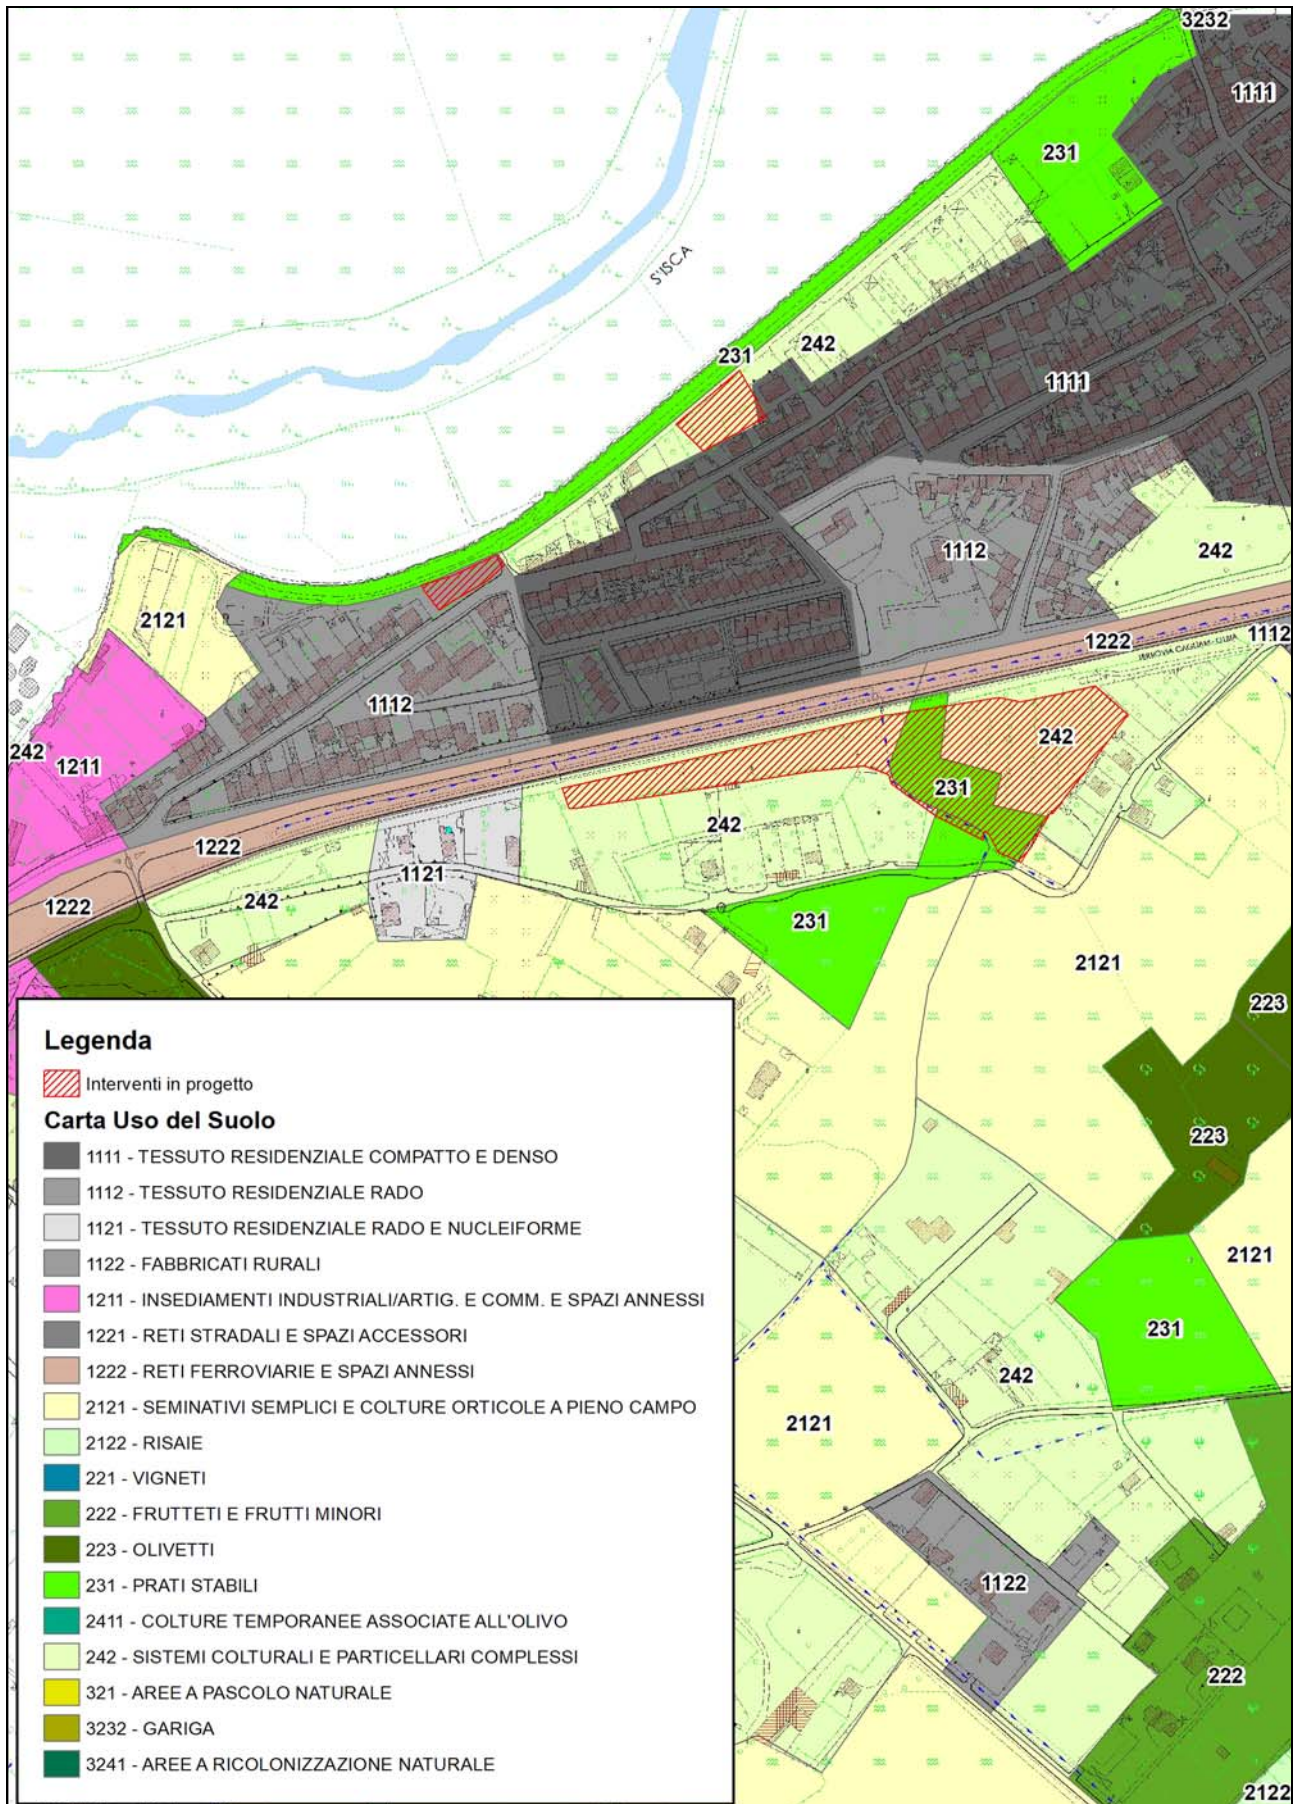 3232
1111
231
S'ISCA
242
231
1111
1112
242
2121
1222
1112
FERROVIA CAGLIARI - OLBIA
1112
242
242
1211
231
1222
242
1121
242
1222
231
2121
223
223
2121
231
242
2121
1122
222
2122
Legenda
Interventi in progetto
Carta Uso del Suolo
1111 - TESSUTO RESIDENZIALE COMPATTO E DENSO
1112 - TESSUTO RESIDENZIALE RADO
1121 - TESSUTO RESIDENZIALE RADO E NUCLEIFORME
1122 - FABBRICATI RURALI
1211 - INSEDIAMENTI INDUSTRIALI/ARTIG. E COMM. E SPAZI ANNESSI
1221 - RETI STRADALI E SPAZI ACCESSORI
1222 - RETI FERROVIARIE E SPAZI ANNESSI
2121 - SEMINATIVI SEMPLICI E COLTURE ORTICOLE A PIENO CAMPO
2122 - RISAIE
221 - VIGNETI
222 - FRUTTETI E FRUTTI MINORI
223 - OLIVETTI
231 - PRATI STABILI
2411 - COLTURE TEMPORANEE ASSOCIATE ALL'OLIVO
242 - SISTEMI COLTURALI E PARTICELLARI COMPLESSI
321 - AREE A PASCOLO NATURALE
3232 - GARIGA
3241 - AREE A RICOLONIZZAZIONE NATURALE